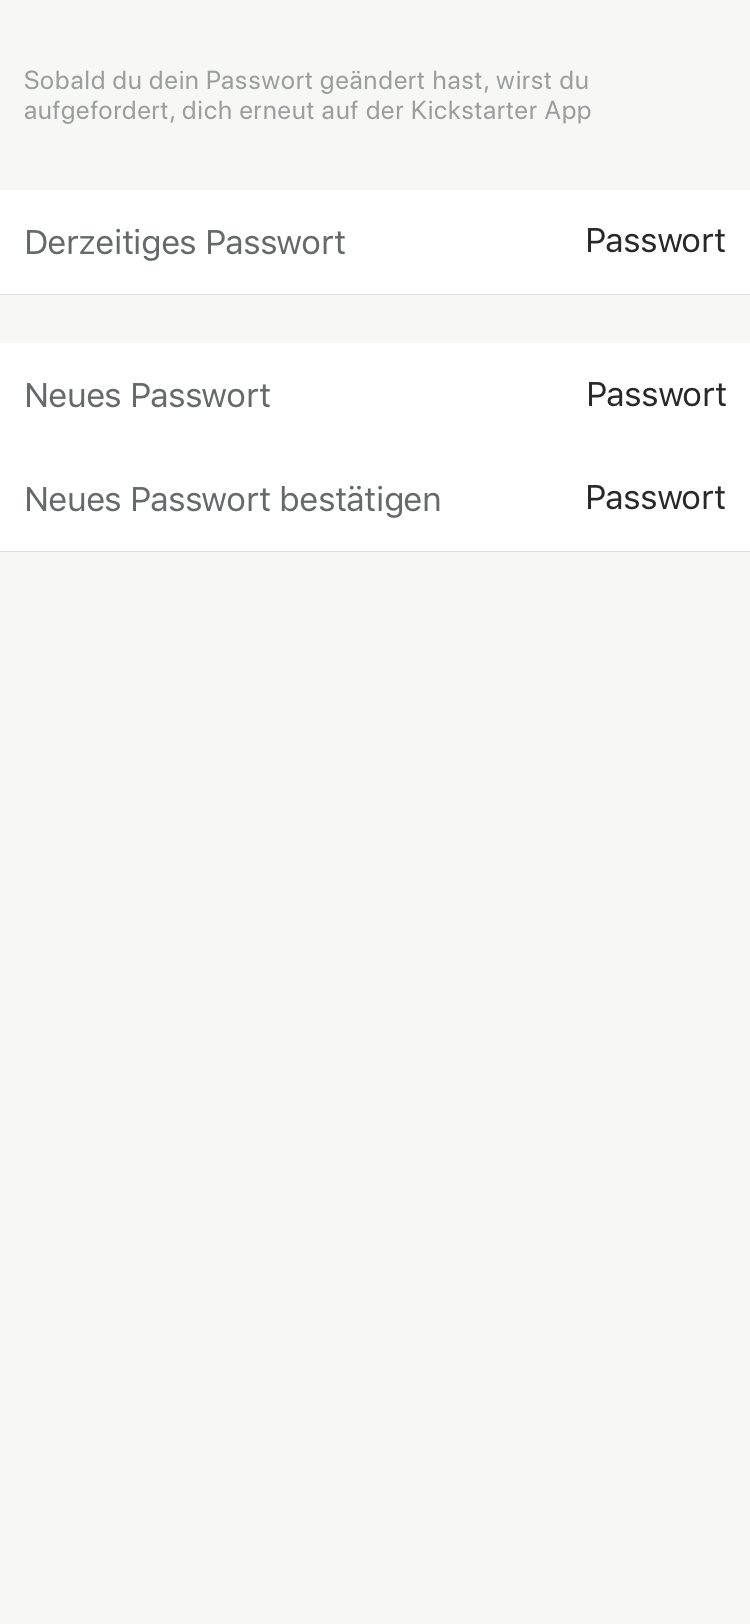 Sobald du dein Passwort geändert hast, wirst du
aufgefordert, dich erneut auf der Kickstarter App
Derzeitiges Passwort Passwort
Neues Passwort Passwort
Neues Passwort bestätigen Passwort